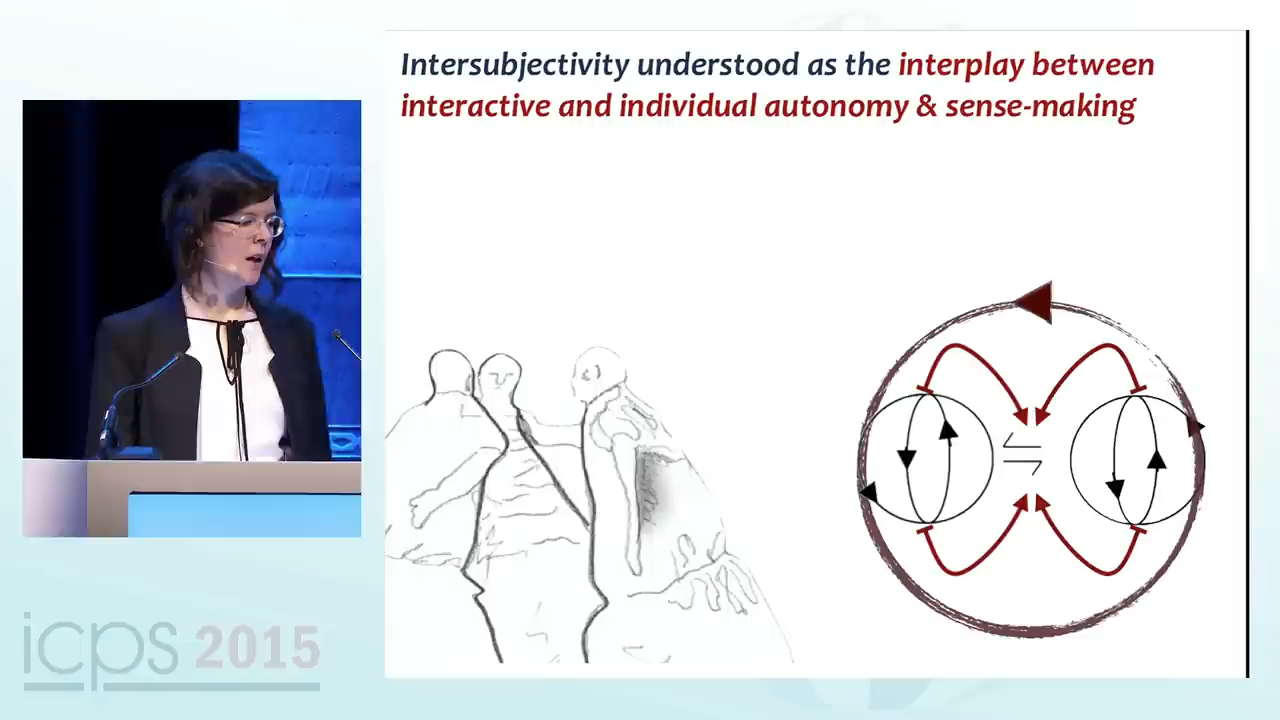 Intersubjectivity understood as the interplay between
interactive and individual autonomy & sense-making
icps 2015